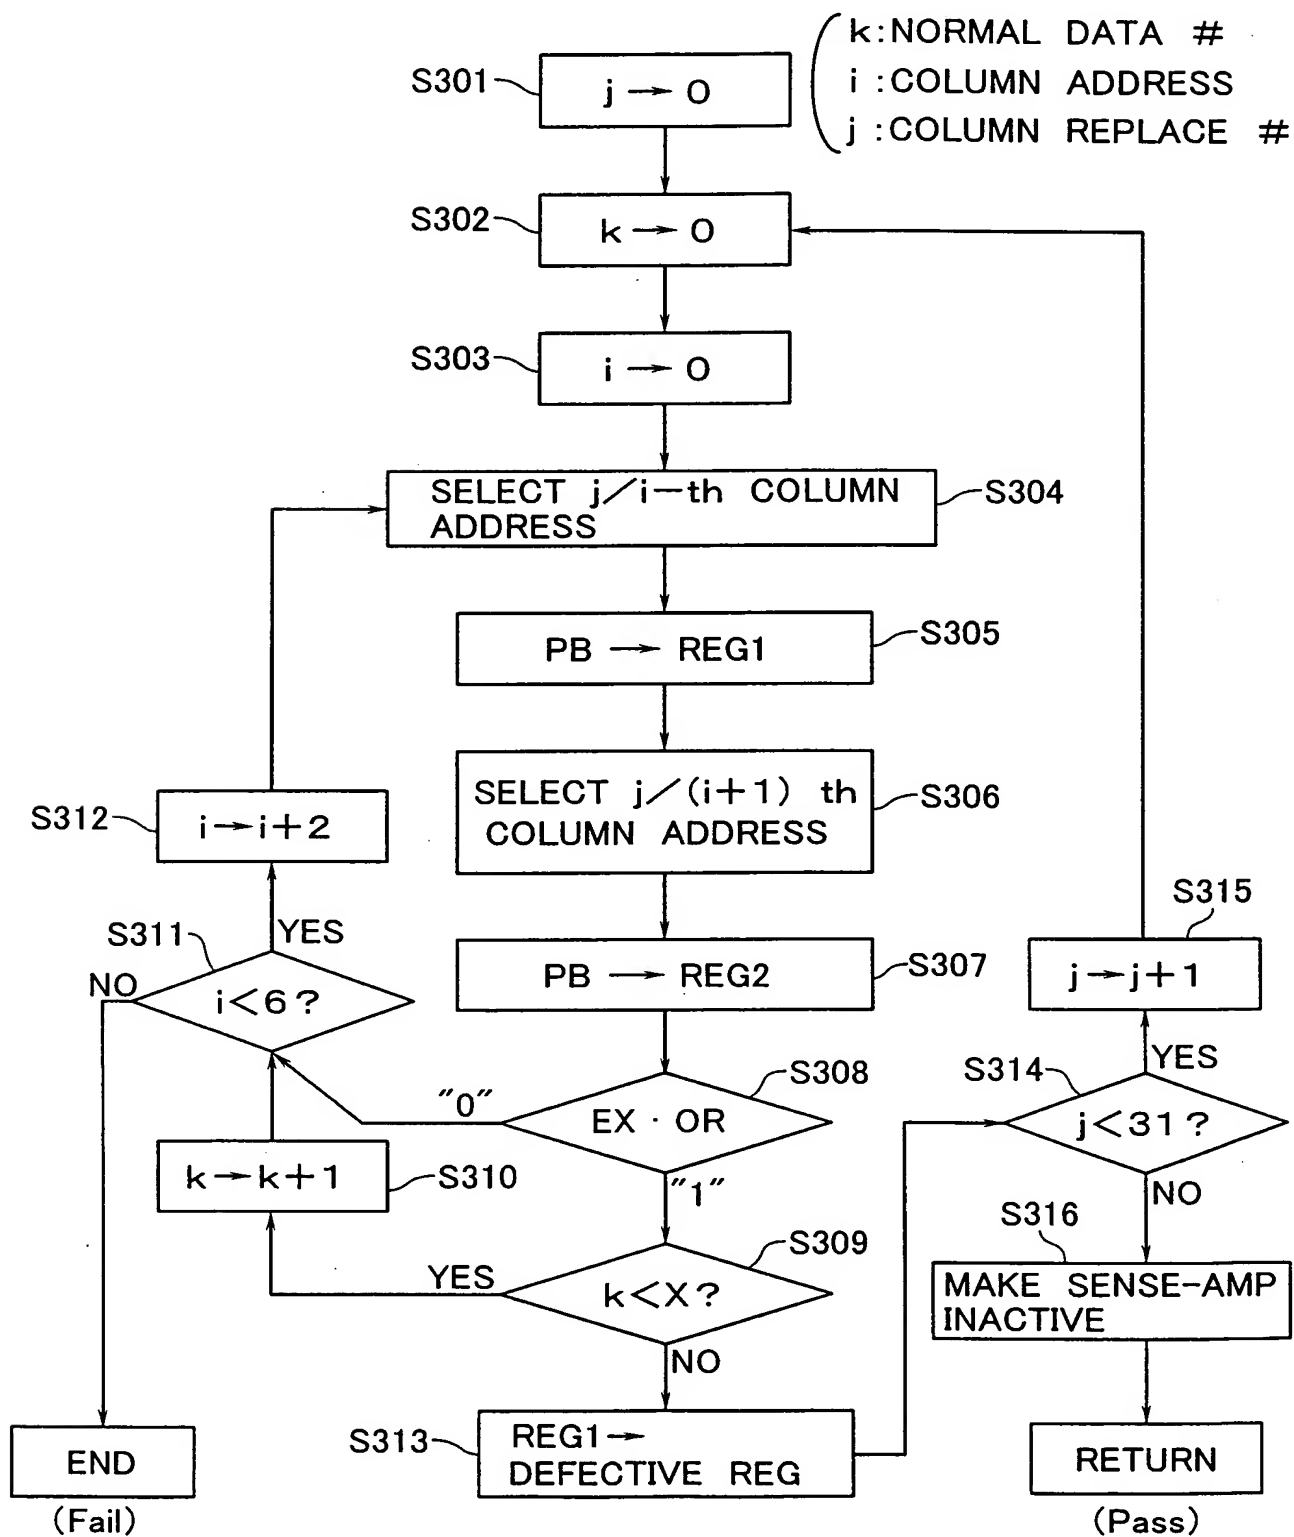 k:NORMAL DATA #
i:COLUMN ADDRESS
j:COLUMN REPLACE #
S301
j → 0
S302
k → 0
S303
i → 0
SELECT j/i-th COLUMN
ADDRESS
S304
PB → REG1
S305
SELECT j/(i+1) th
COLUMN ADDRESS
S306
S312
i→i+2
S311
YES
NO
i<6?
PB → REG2
S307
S315
j→j+1
YES
S314
j<31?
NO
"0"
EX·OR
S308
"1"
k→k+1
S310
YES
k<X?
S309
NO
S316
MAKE SENSE-AMP
INACTIVE
S313
REG1→
DEFECTIVE REG
END
(Fail)
RETURN
(Pass)